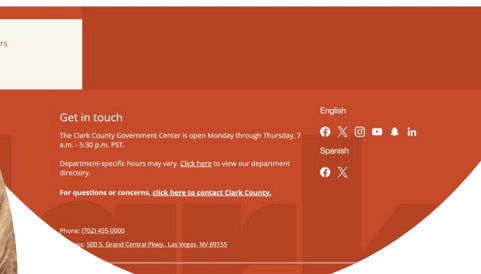 rs
Get in touch
English
The Clark County Government Center is open Monday through Thursday, 7
a.m. - 5:30 p.m. PST.
Spanish
Department-specific hours may vary. Click here to view our department
directory.
For questions or concerns, click here to contact Clark County.
Phone: (702) 455-0000
ss: 500 S. Grand Central Pkwy., Las Vegas, NV 89155